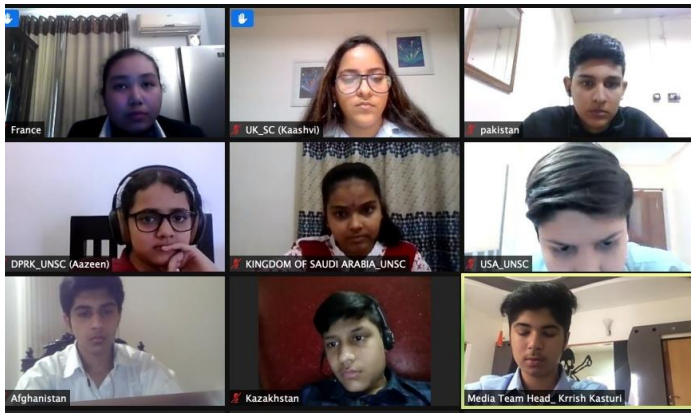 France
UK_SC (Kaashvi)
pakistan
DPRK_UNSC (Aazeen)
KINGDOM OF SAUDI ARABIA_UNSC
USA_UNSC
Afghanistan
Kazakhstan
Media Team Head_ Krrish Kasturi